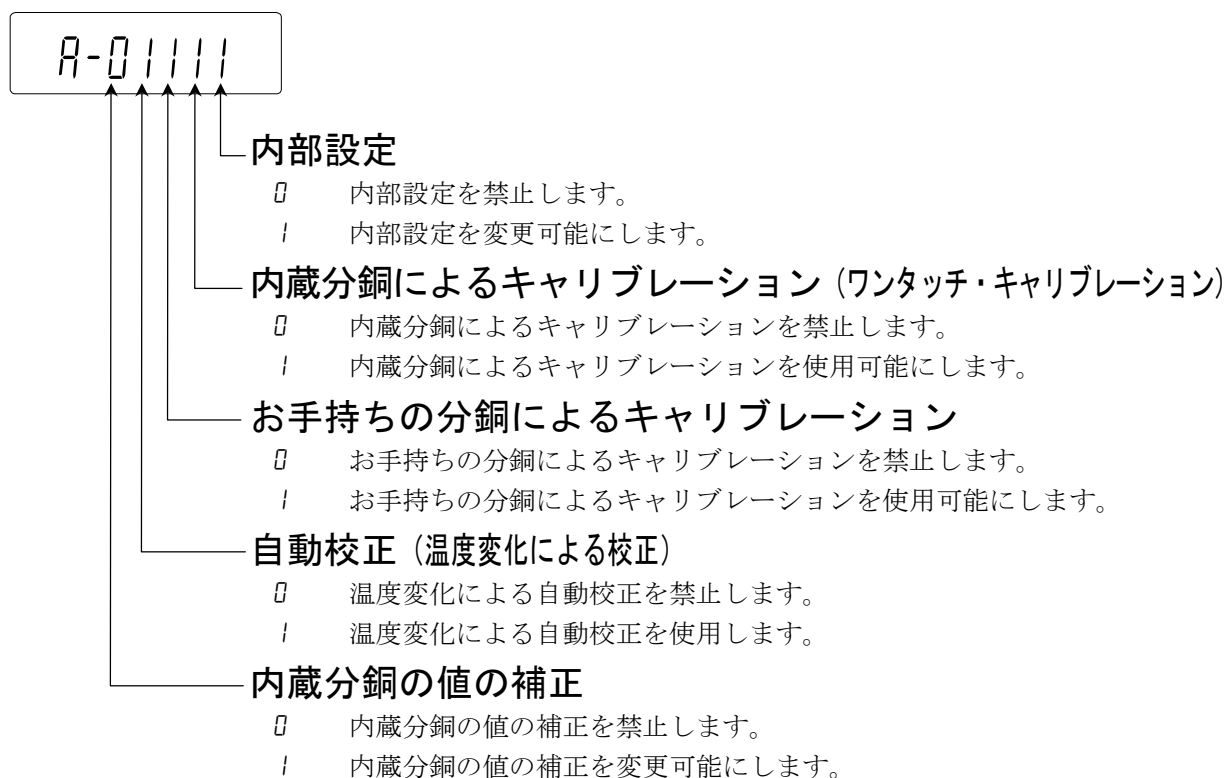 A-01111
内部設定
0 内部設定を禁止します。
1 内部設定を変更可能にします。
内蔵分銅によるキャリブレーション（ワンタッチ・キャリブレーション）
0 内蔵分銅によるキャリブレーションを禁止します。
1 内蔵分銅によるキャリブレーションを使用可能にします。
お手持ちの分銅によるキャリブレーション
0 お手持ちの分銅によるキャリブレーションを禁止します。
1 お手持ちの分銅によるキャリブレーションを使用可能にします。
自動校正（温度変化による校正）
0 温度変化による自動校正を禁止します。
1 温度変化による自動校正を使用します。
内蔵分銅の値の補正
0 内蔵分銅の値の補正を禁止します。
1 内蔵分銅の値の補正を変更可能にします。